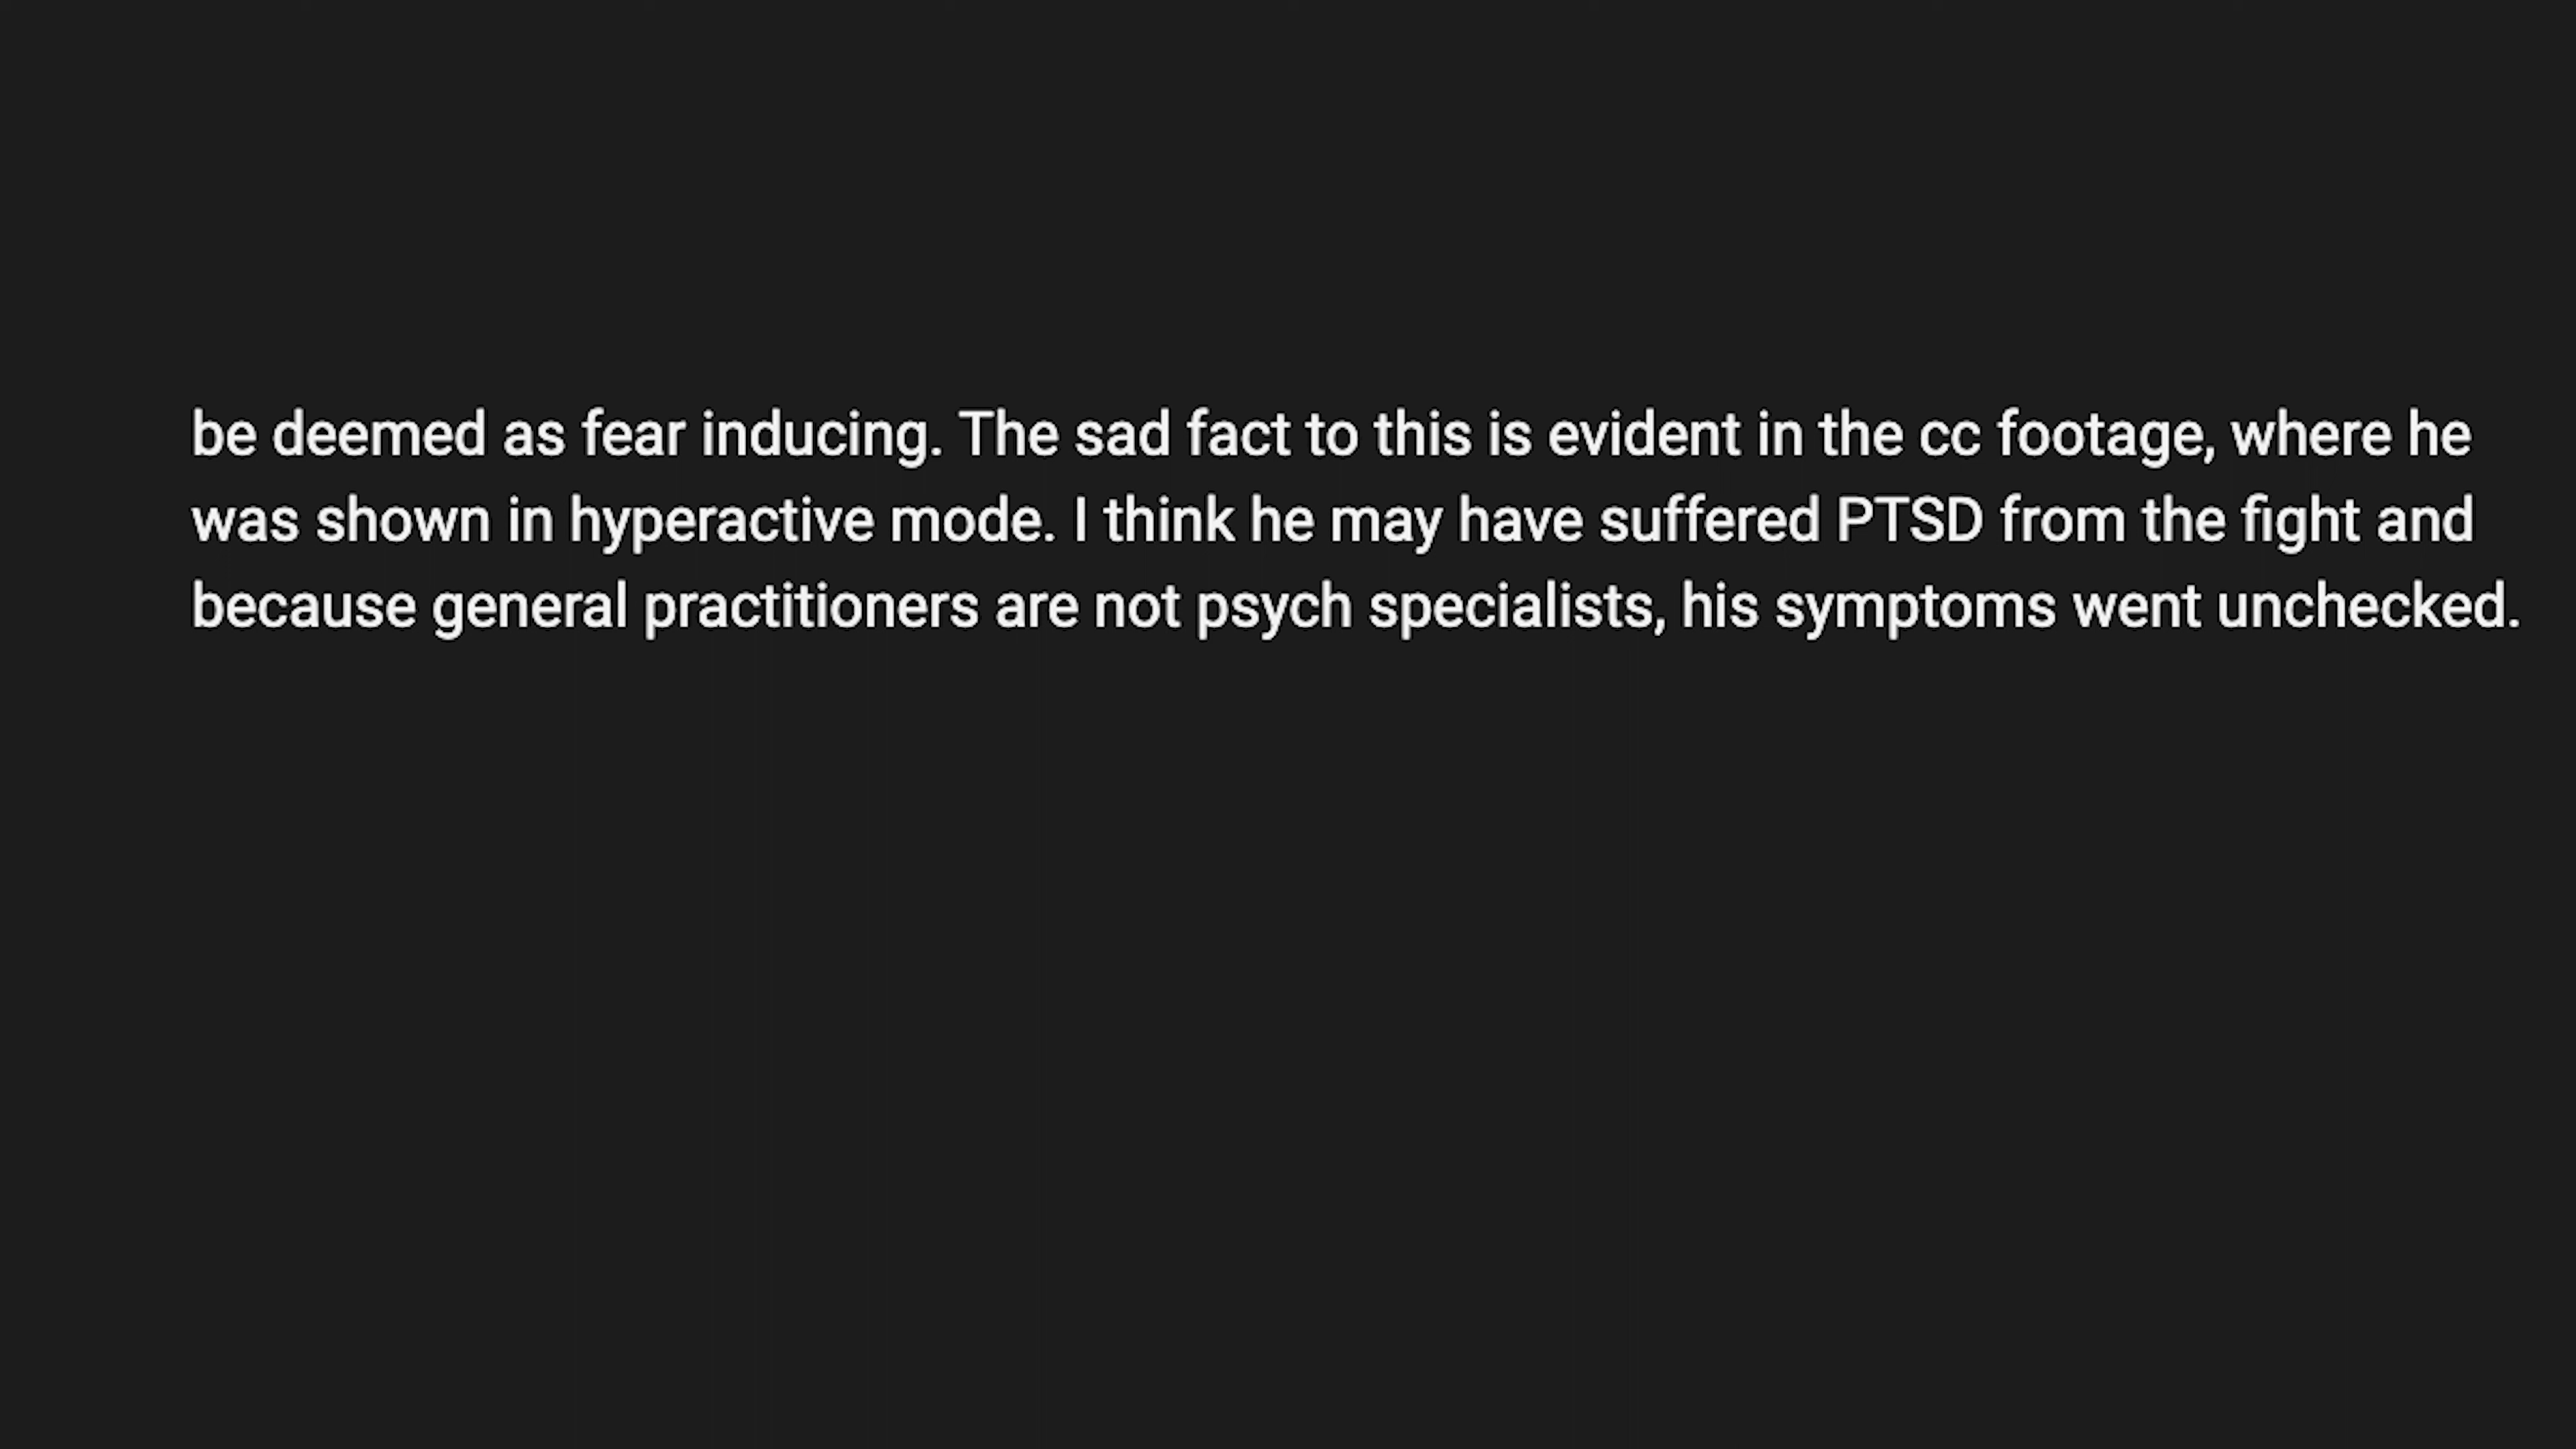 be deemed as fear inducing. The sad fact to this is evident in the cc footage, where he
was shown in hyperactive mode. I think he may have suffered PTSD from the fight and
because general practitioners are not psych specialists, his symptoms went unchecked.